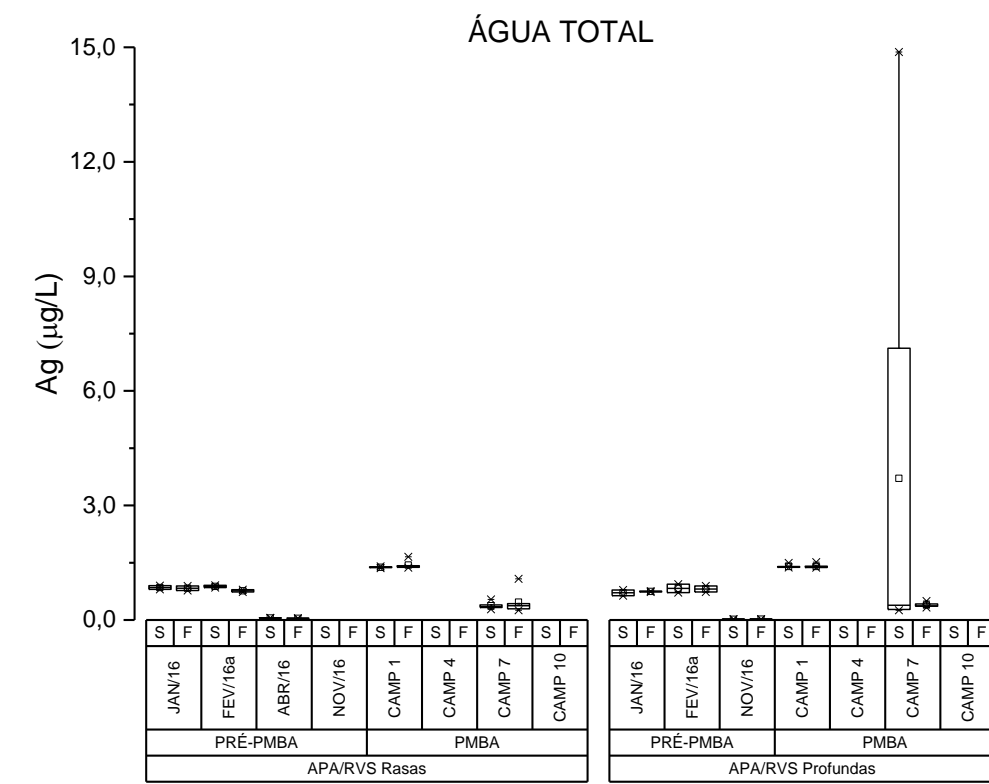 ÁGUA TOTAL
15,0
12,0
9,0
6,0
3,0
0,0
Ag (µg/L)
S F S F S F S F S F S F S F S F S F S F S F S F S F S F S F
JAN/16 FEV/16a ABR/16 NOV/16 CAMP 1 CAMP 4 CAMP 7 CAMP 10 JAN/16 FEV/16a NOV/16 CAMP 1 CAMP 4 CAMP 7 CAMP 10
PRÉ-PMBA PMBA PRÉ-PMBA PMBA
APA/RVS Rasas APA/RVS Profundas